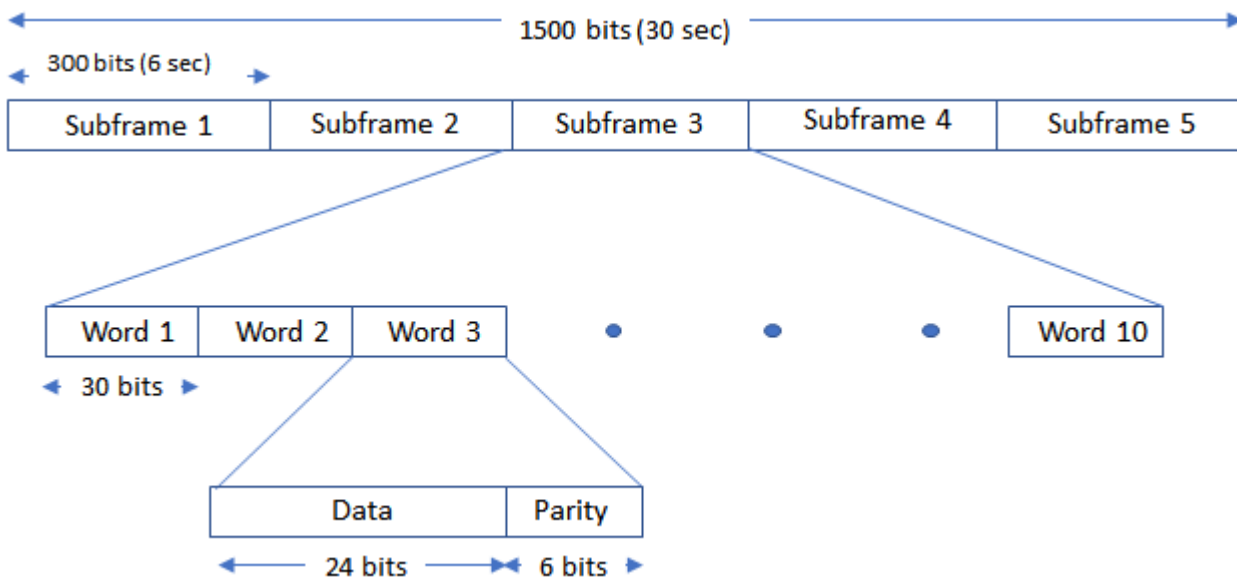 1500 bits (30 sec)
300 bits (6 sec)
Subframe 1 Subframe 2 Subframe 3 Subframe 4 Subframe 5
Word 1 Word 2 Word 3 Word 10
30 bits
Data Parity
24 bits 6 bits